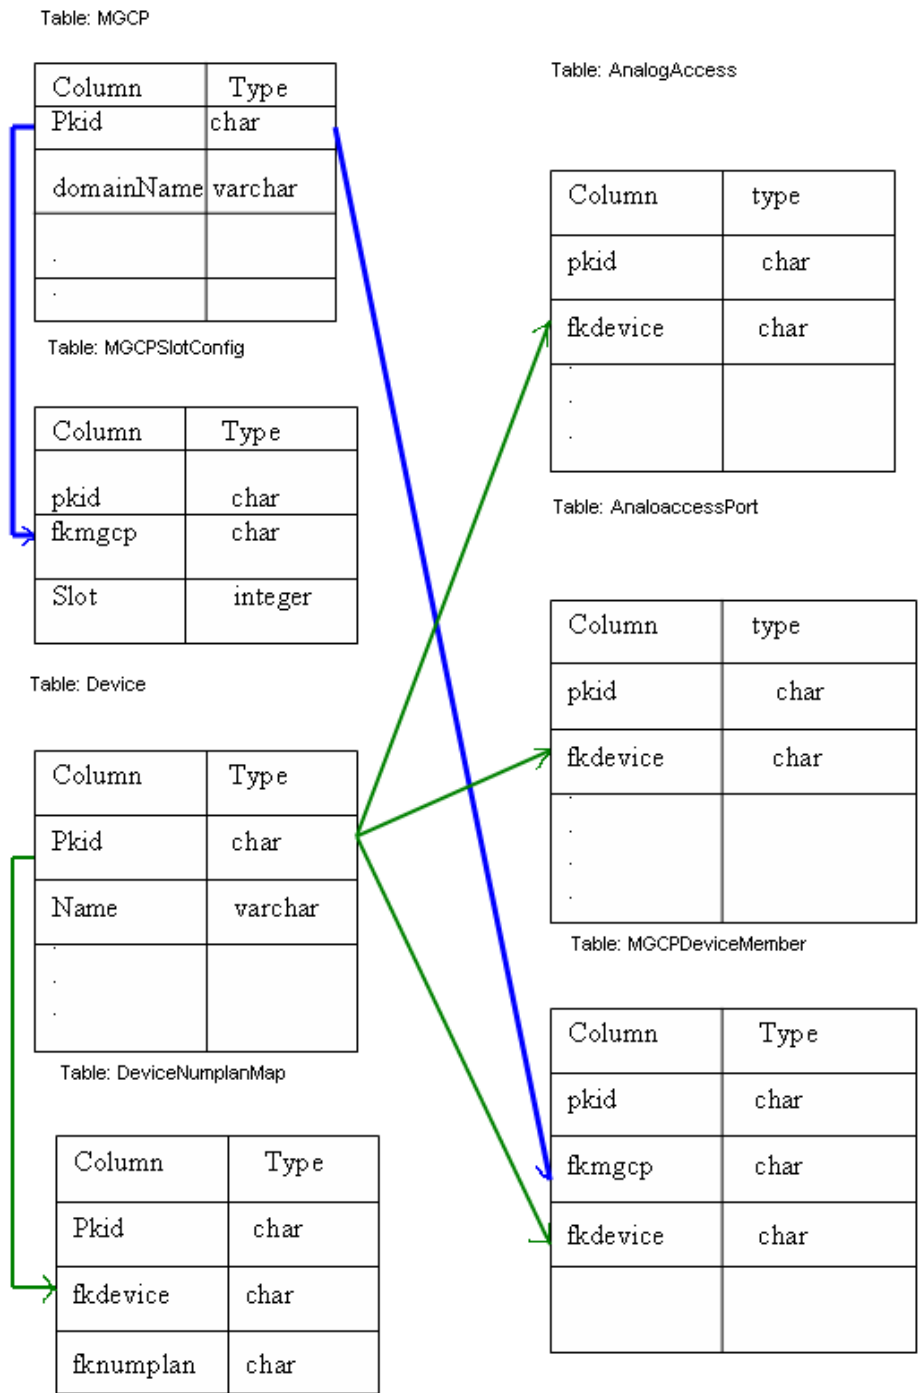 Table: MGCP
Column Type
Pkid char
domainName varchar
.
.
Table: MGCPSlotConfig
Column Type
pkid char
fkmgcp char
Slot integer
Table: Device
Column Type
Pkid char
Name varchar
.
.
.
Table: DeviceNumplanMap
Column Type
Pkid char
fkdevice char
fknumplan char
Table: AnalogAccess
Column type
pkid char
fkdevice char
.
.
.
Table: AnaloaccessPort
Column type
pkid char
fkdevice char
.
.
.
.
Table: MGCPDeviceMember
Column Type
pkid char
fkmgcp char
fkdevice char